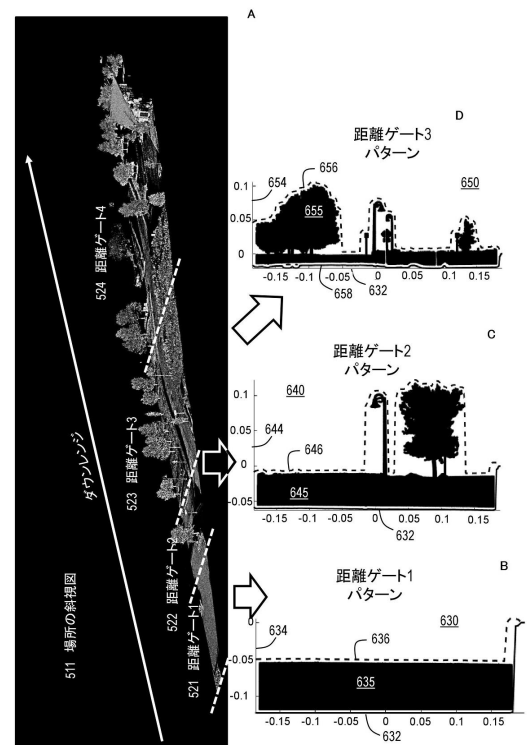 A
ダウンレンジ
511 場所の斜視図
524 距離ゲート4
523 距離ゲート3
522 距離ゲート2
521 距離ゲート1
D
距離ゲート3
パターン
654
656
650
655
0.1
0.05
0
-0.15 -0.1 -0.05 0 0.05 0.1 0.15
658
632
C
距離ゲート2
パターン
640
644
646
645
0.1
0.05
0
-0.05
-0.15 -0.1 -0.05 0 0.05 0.1 0.15
632
B
距離ゲート1
パターン
630
634
636
635
0
-0.05
-0.1
-0.15 -0.1 -0.05 0 0.05 0.1 0.15
632